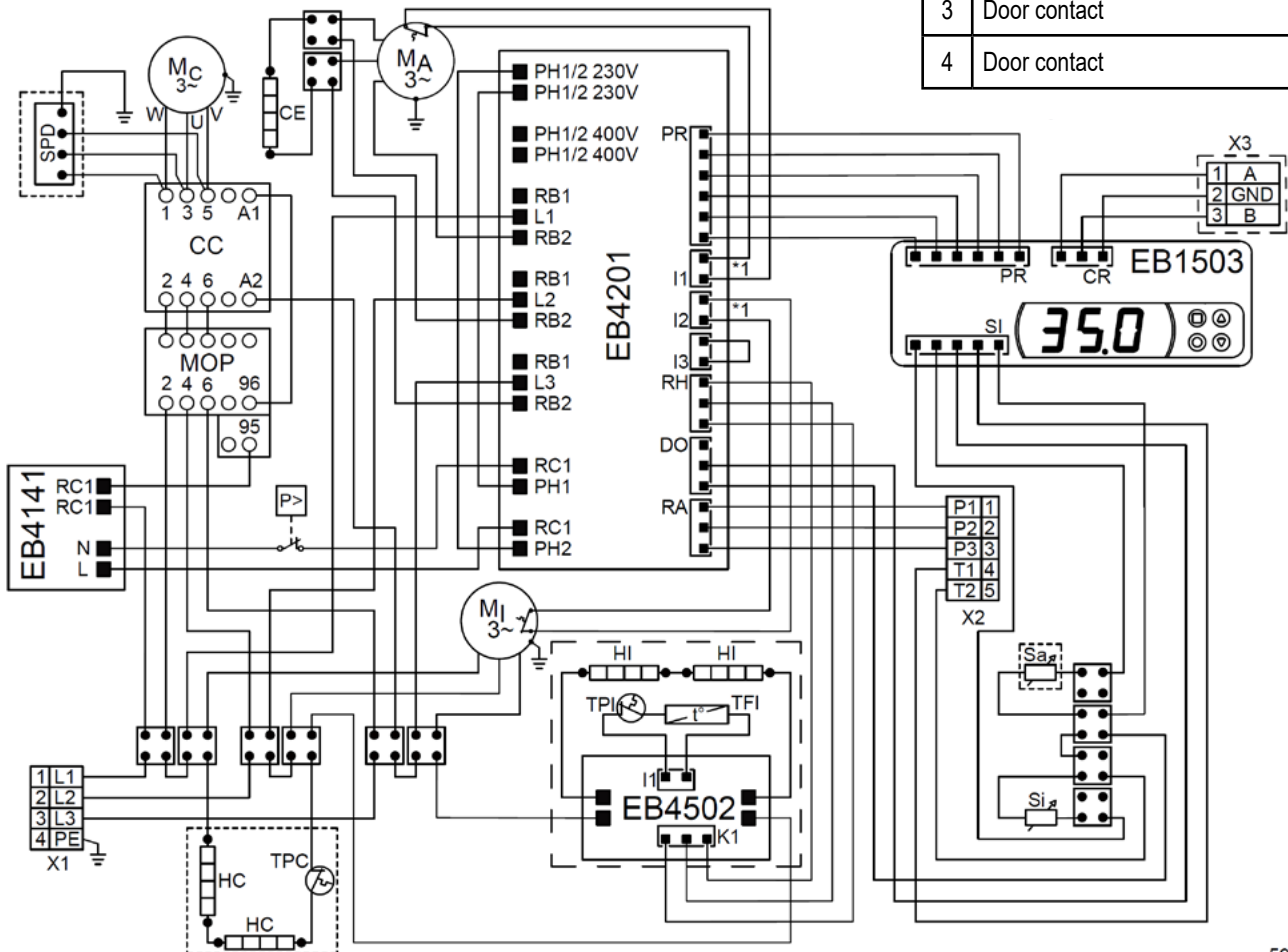 3 Door contact
4 Door contact
MC
3~
W U V
SPD
1 3 5 A1
CC
2 4 6 A2
MOP
2 4 6 96
95
EB4141
RC1
RC1
N
L
P>
CE
MA
3~
PH1/2 230V
PH1/2 230V
PH1/2 400V
PH1/2 400V
RB1
L1
RB2
RB1
L2
RB2
RB1
L3
RB2
RC1
PH1
RC1
PH2
EB4201
PR
I1
*1
I2
*1
I3
RH
DO
RA
X3
1 A
2 GND
3 B
EB1503
PR
CR
SI
35.0
P1 1
P2 2
P3 3
T1 4
T2 5
X2
Sa
Si
MI
3~
HI HI
TPI t° TFI
I1
EB4502
K1
1 L1
2 L2
3 L3
4 PE
X1
HC
TPC
HC